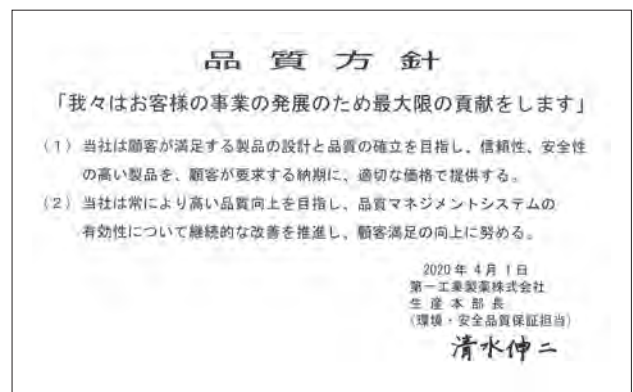 品質方針
「我々はお客様の事業の発展のため最大限の貢献をします」
(1) 当社は顧客が満足する製品の設計と品質の確立を目指し、信頼性、安全性
の高い製品を、顧客が要求する納期に、適切な価格で提供する。
(2) 当社は常により高い品質向上を目指し、品質マネジメントシステムの
有効性について継続的な改善を推進し、顧客満足の向上に努める。
2020年4月1日
第一工業製薬株式会社
生産本部長
(環境・安全品質保証担当)
清水伸二